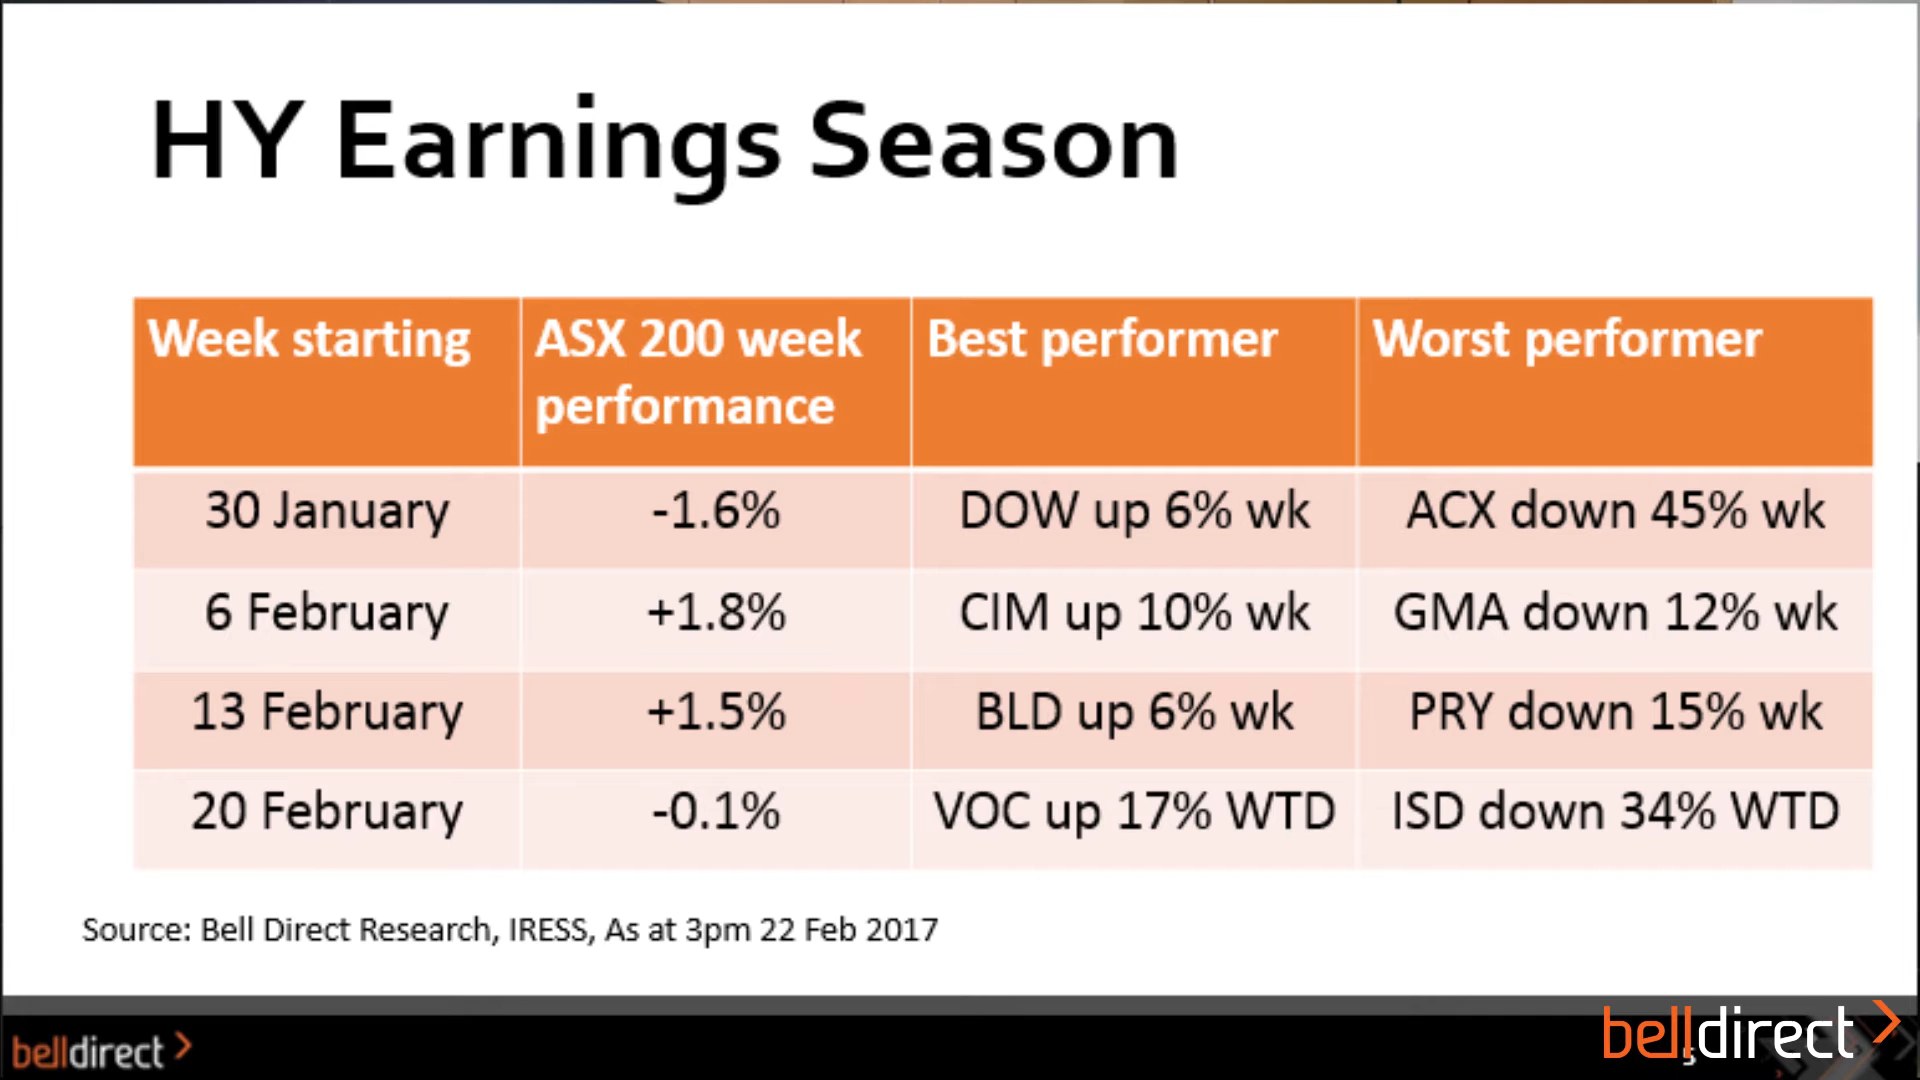 HY Earnings Season
Week starting
ASX 200 week
performance
Best performer
Worst performer
30 January
-1.6%
DOW up 6% wk
ACX down 45% wk
6 February
+1.8%
CIM up 10% wk
GMA down 12% wk
13 February
+1.5%
BLD up 6% wk
PRY down 15% wk
20 February
-0.1%
VOC up 17% WTD
ISD down 34% WTD
Source: Bell Direct Research, IRESS, As at 3pm 22 Feb 2017
belldirect
belldirect
5